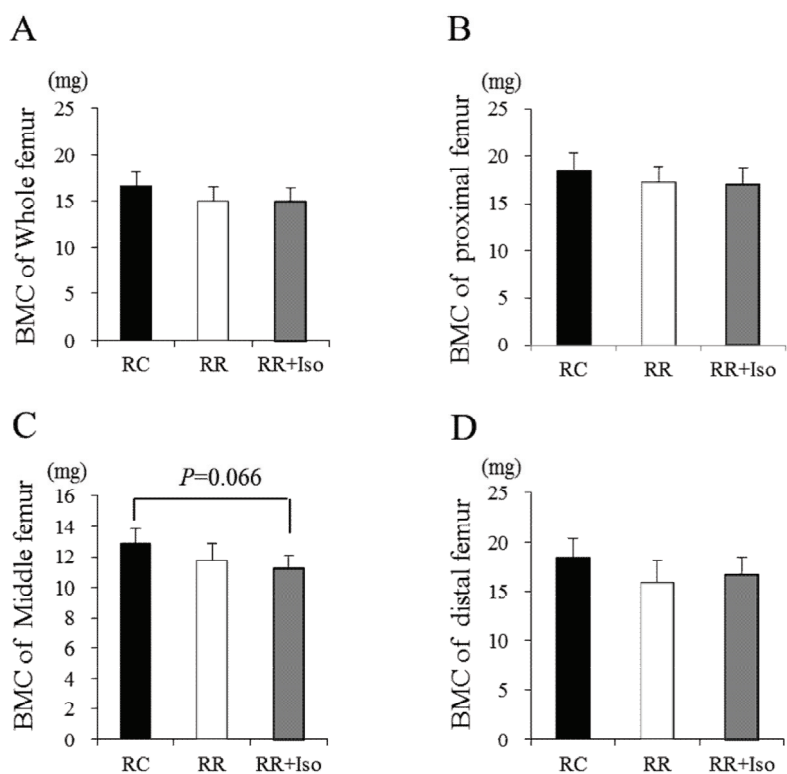 A
(mg)
BMC of Whole femur
25
20
15
10
5
0
RC RR RR+Iso
B
(mg)
BMC of proximal femur
25
20
15
10
5
0
RC RR RR+Iso
C
(mg)
BMC of Middle femur
P=0.066
16
14
12
10
8
6
4
2
0
RC RR RR+Iso
D
(mg)
BMC of distal femur
25
20
15
10
5
0
RC RR RR+Iso